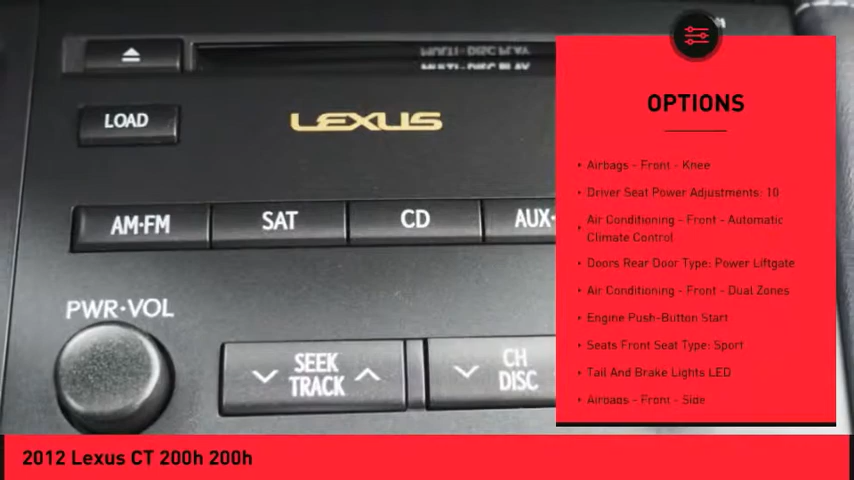 MULTI-DISC PLAY
LOAD
LEXUS
AM·FM
SAT
CD
AUX·
PWR·VOL
SEEK
TRACK
CH
DISC
OPTIONS
Airbags - Front - Knee
Driver Seat Power Adjustments: 10
Air Conditioning - Front - Automatic
Climate Control
Doors Rear Door Type: Power Liftgate
Air Conditioning - Front - Dual Zones
Engine Push-Button Start
Seats Front Seat Type: Sport
Tail And Brake Lights LED
Airbags - Front - Side
2012 Lexus CT 200h 200h